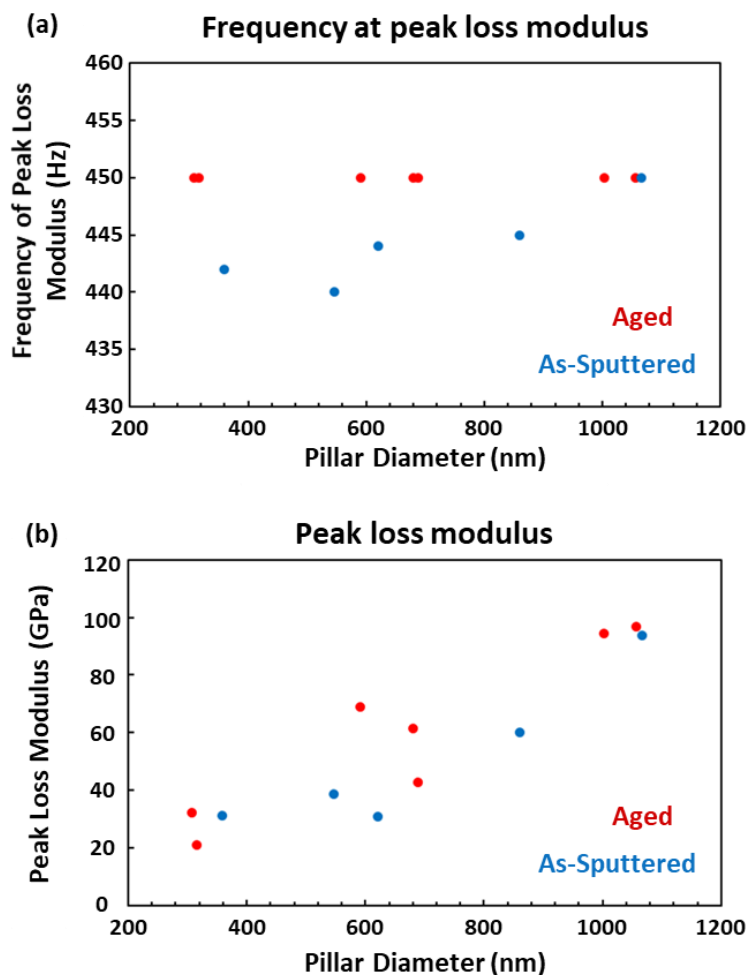 (a) Frequency at peak loss modulus
Frequency of Peak Loss
Modulus (Hz)
460
455
450
445
440
435
430
Aged
As-Sputtered
200 400 600 800 1000 1200
Pillar Diameter (nm)
(b) Peak loss modulus
Peak Loss Modulus (GPa)
120
100
80
60
40
20
0
Aged
As-Sputtered
200 400 600 800 1000 1200
Pillar Diameter (nm)